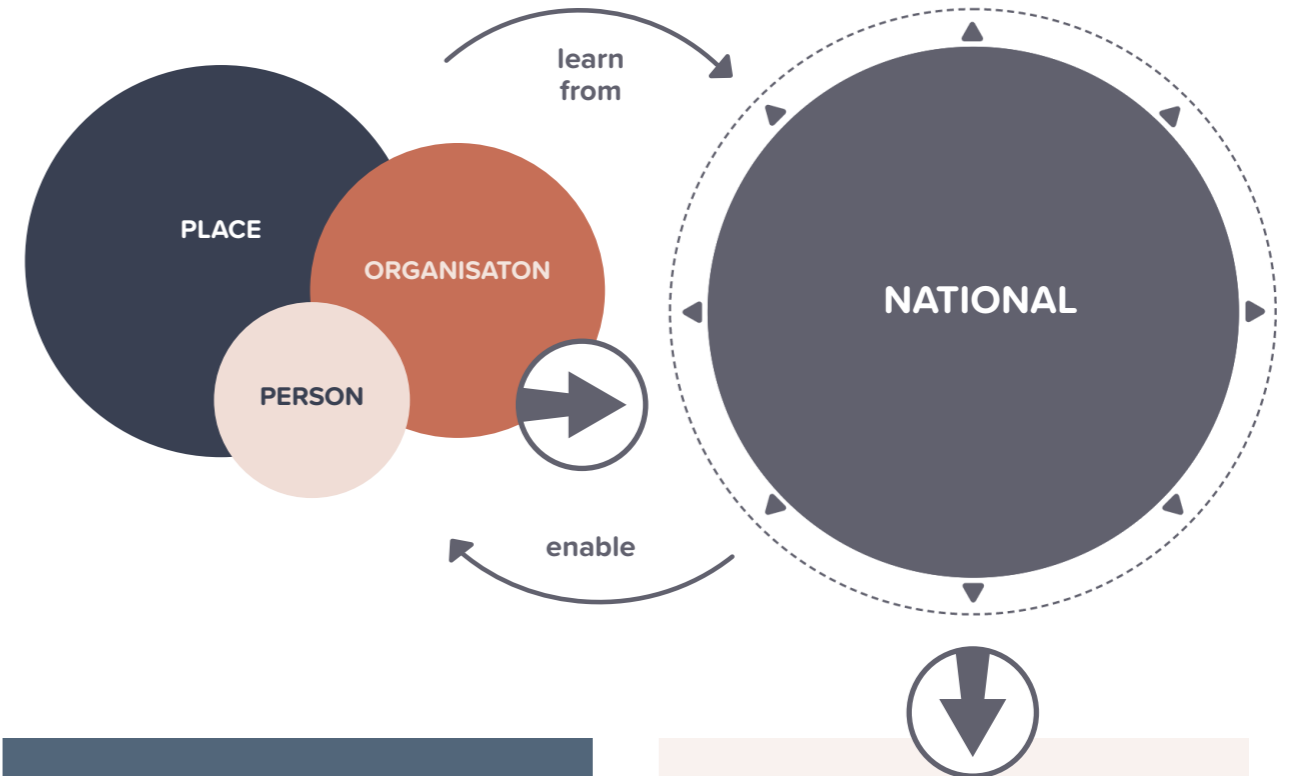 learn
from
PLACE
ORGANISATON
NATIONAL
PERSON
enable